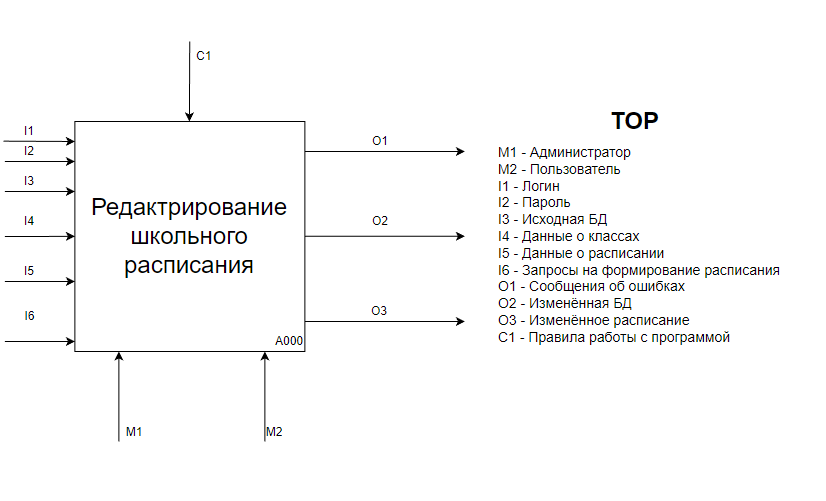 C1
I1
I2
I3
I4
I5
I6
Редактрирование
школьного
расписания
A000
O1
O2
O3
M1
M2
TOP
M1 - Администратор
M2 - Пользователь
I1 - Логин
I2 - Пароль
I3 - Исходная БД
I4 - Данные о классах
I5 - Данные о расписании
I6 - Запросы на формирование расписания
O1 - Сообщения об ошибках
O2 - Изменённая БД
O3 - Изменённое расписание
C1 - Правила работы с программой